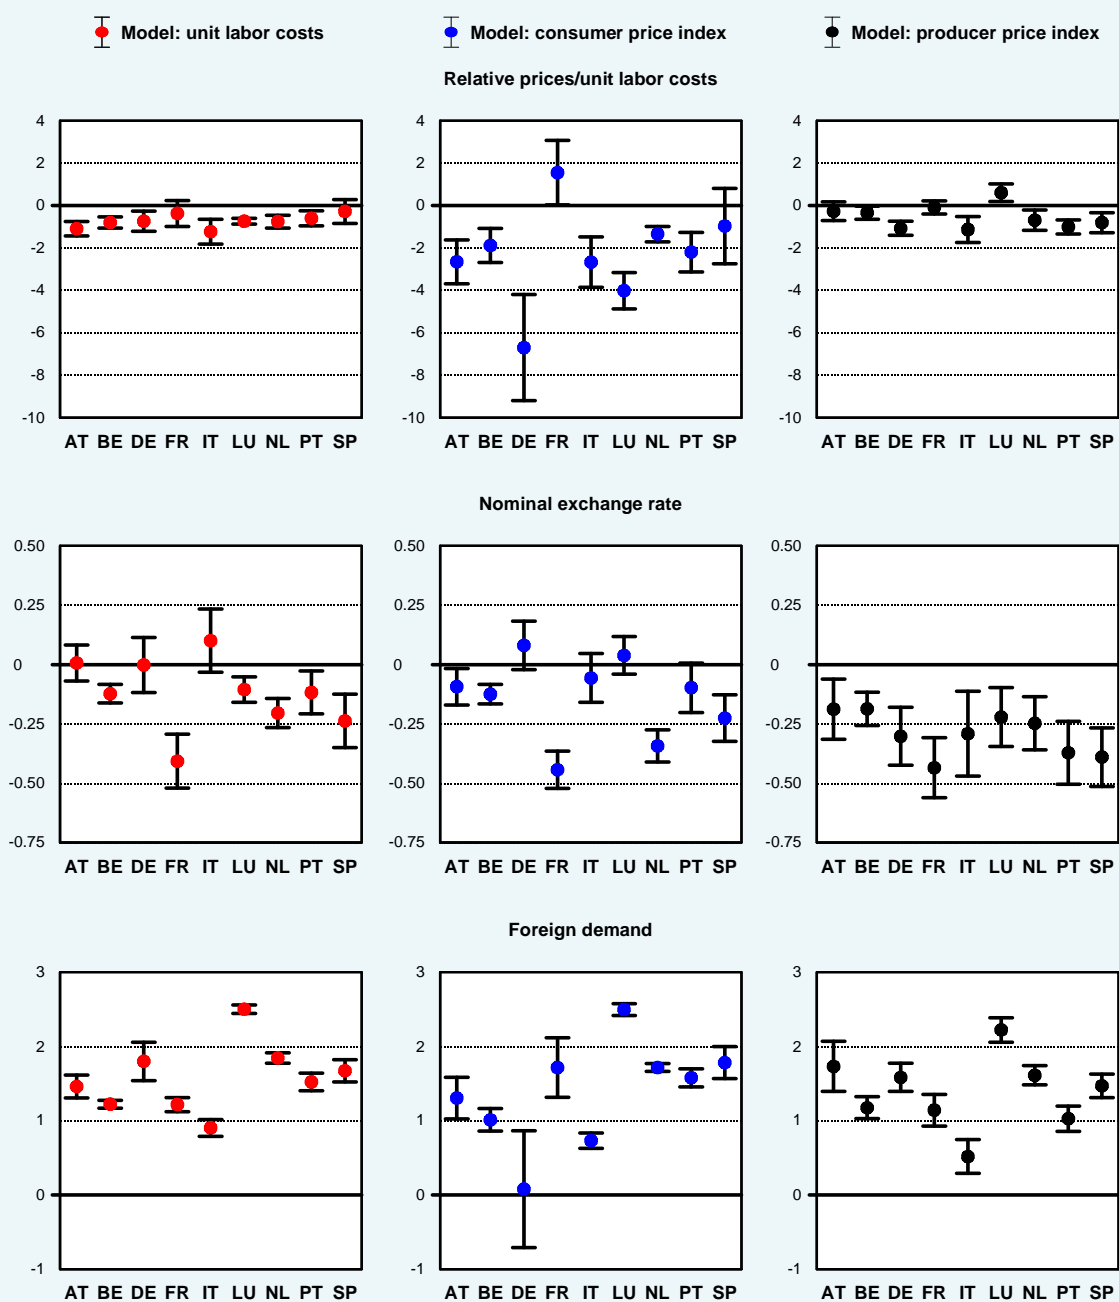 Model: unit labor costs Model: consumer price index Model: producer price index
Relative prices/unit labor costs
4 4 4
2 2 2
0 0 0
-2 -2 -2
-4 -4 -4
-6 -6 -6
-8 -8 -8
-10 -10 -10
AT BE DE FR IT LU NL PT SP AT BE DE FR IT LU NL PT SP AT BE DE FR IT LU NL PT SP
Nominal exchange rate
0.50 0.50 0.50
0.25 0.25 0.25
0 0 0
-0.25 -0.25 -0.25
-0.50 -0.50 -0.50
-0.75 -0.75 -0.75
AT BE DE FR IT LU NL PT SP AT BE DE FR IT LU NL PT SP AT BE DE FR IT LU NL PT SP
Foreign demand
3 3 3
2 2 2
1 1 1
0 0 0
-1 -1 -1
AT BE DE FR IT LU NL PT SP AT BE DE FR IT LU NL PT SP AT BE DE FR IT LU NL PT SP